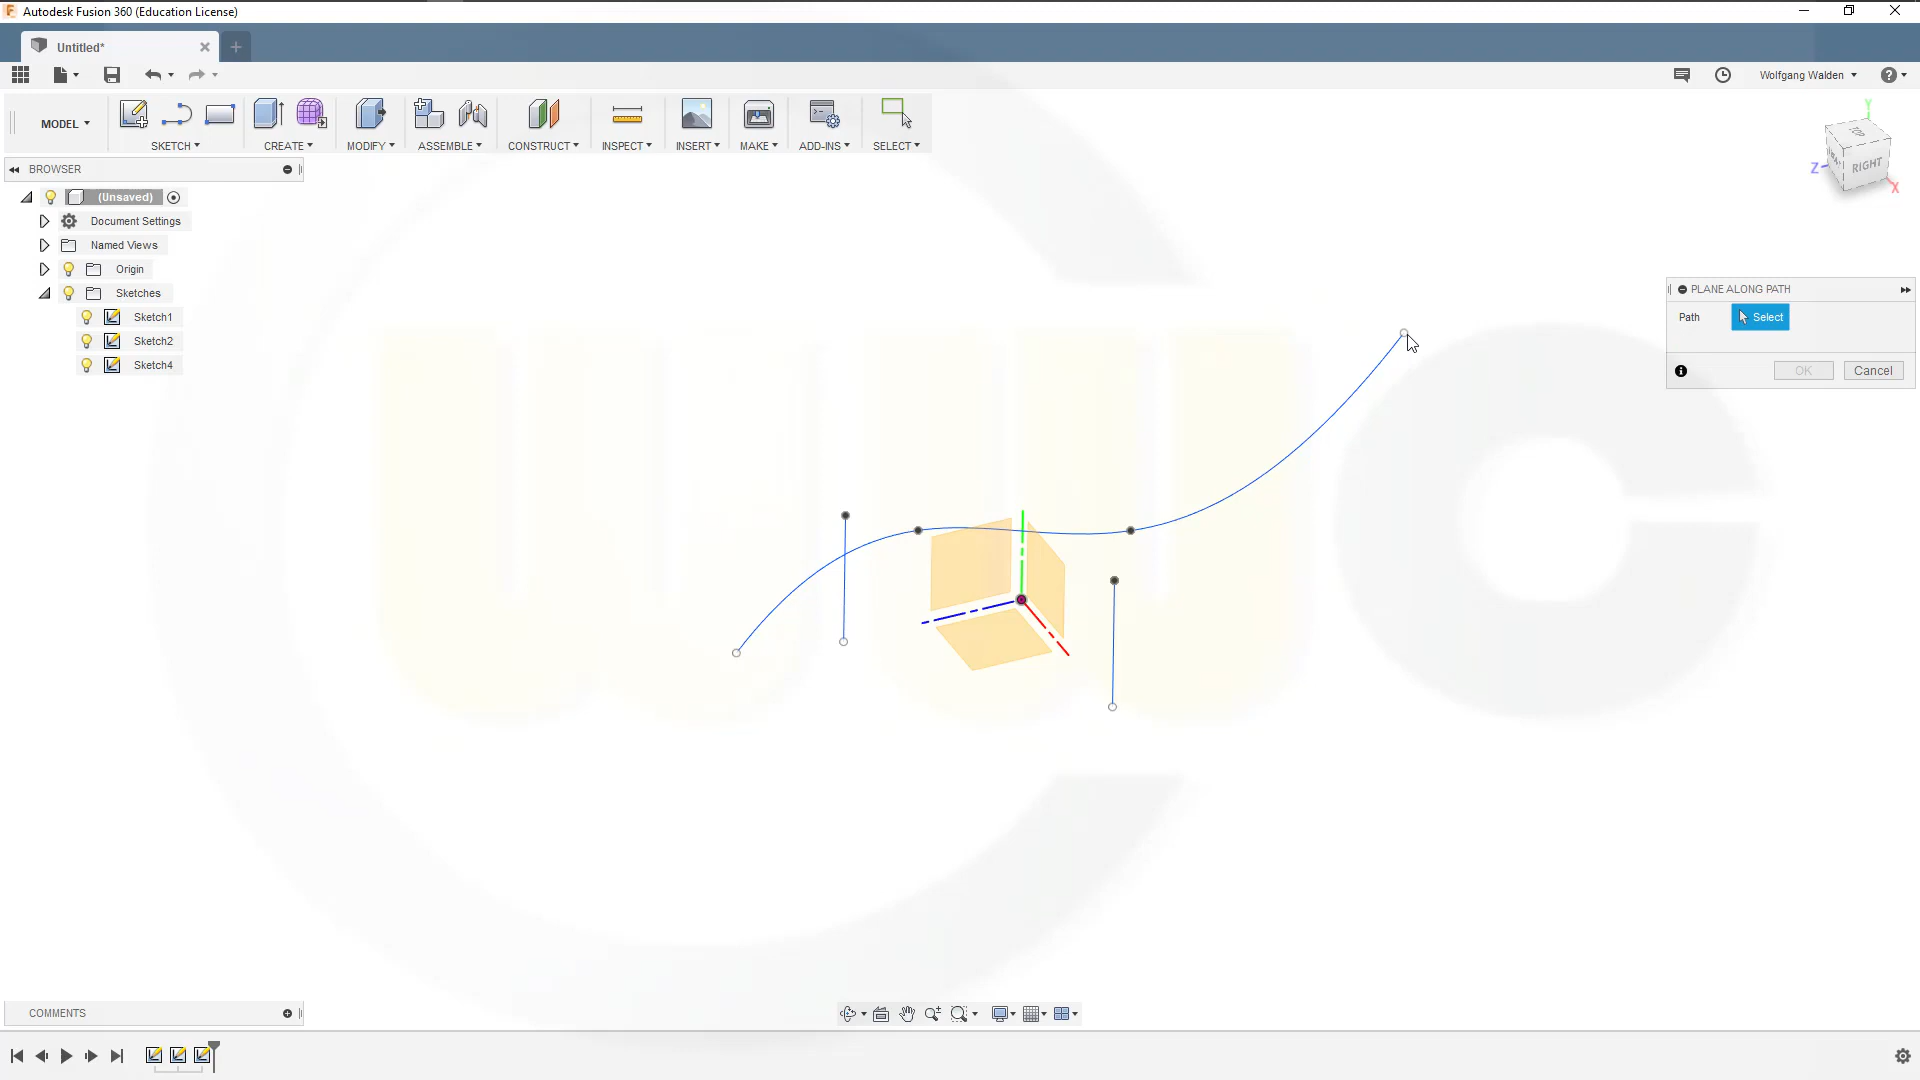 Autodesk Fusion 360 (Education License)
Untitled*
Wolfgang Walden
MODEL
SKETCH
CREATE
MODIFY
ASSEMBLE
CONSTRUCT
INSPECT
INSERT
MAKE
ADD-INS
SELECT
BROWSER
(Unsaved)
Document Settings
Named Views
Origin
Sketches
Sketch1
Sketch2
Sketch4
Y
TOP
RIGHT
Z
X
PLANE ALONG PATH
Path
Select
OK
Cancel
COMMENTS